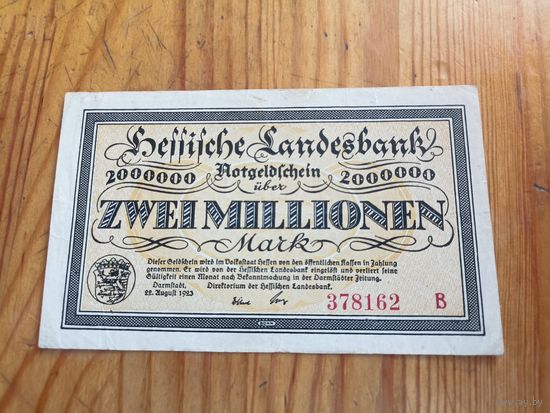 Hessische Landesbank
2000000 Notgeldschein 2000000
über
ZWEI MILLIONEN
Mark
Dieser Geldschein wird im Volksstaat Hessen von den öffentlichen Kassen in Zahlung
genommen. Er wird von der Hessischen Landesbank eingelöst und verliert seine
Gültigkeit einen Monat nach Bekanntmachung in der Darmstädter Zeitung.
Darmstadt, Direktorium der Hessischen Landesbank.
22. August 1923
378162 B